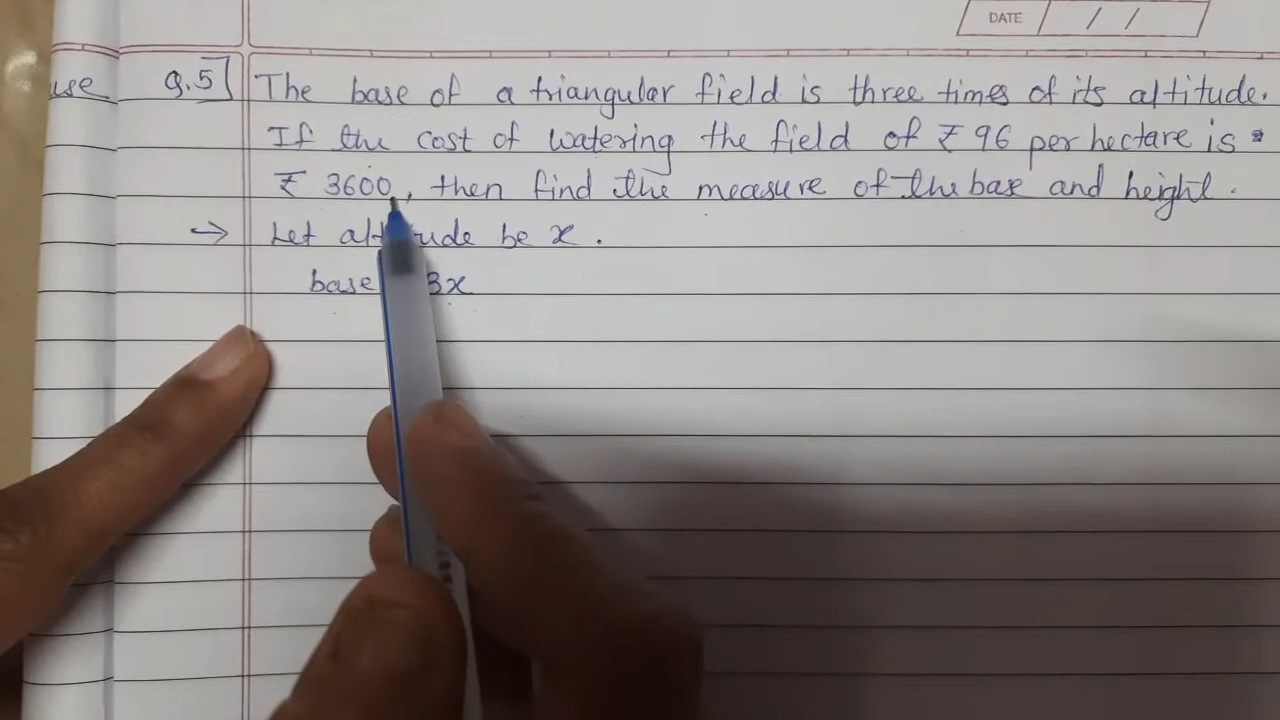 DATE / /
use Q.5] The base of a triangular field is three times of its altitude.
If the cost of watering the field of ₹ 96 per hectare is
₹ 3600, then find the measure of the base and height.
→ Let altitude be x.
base 3x